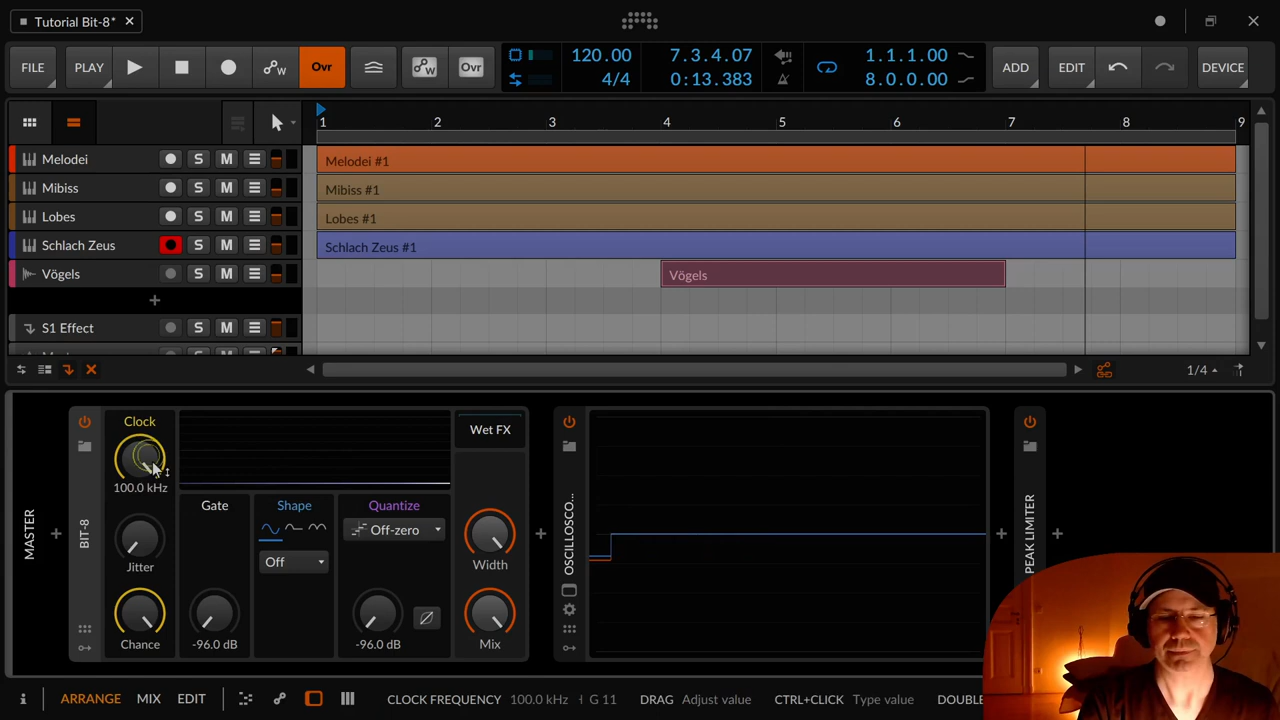 Tutorial Bit-8*
FILE
PLAY
Ovr
Ovr
120.00
4/4
7.3.4.07
0:13.383
1.1.1.00
8.0.0.00
ADD
EDIT
DEVICE
1 2 3 4 5 6 7 8 9
Melodei S M Melodei #1
Mibiss S M Mibiss #1
Lobes S M Lobes #1
Schlach Zeus S M Schlach Zeus #1
Vögels S M Vögels
S1 Effect S M
1/4
MASTER
BIT-8
Clock
100.0 kHz
Jitter
Chance
Gate
-96.0 dB
Shape
Off
Quantize
Off-zero
-96.0 dB
Wet FX
Width
Mix
OSCILLOSCO...
PEAK LIMITER
ARRANGE MIX EDIT CLOCK FREQUENCY 100.0 kHz G 11 DRAG Adjust value CTRL+CLICK Type value DOUBLE